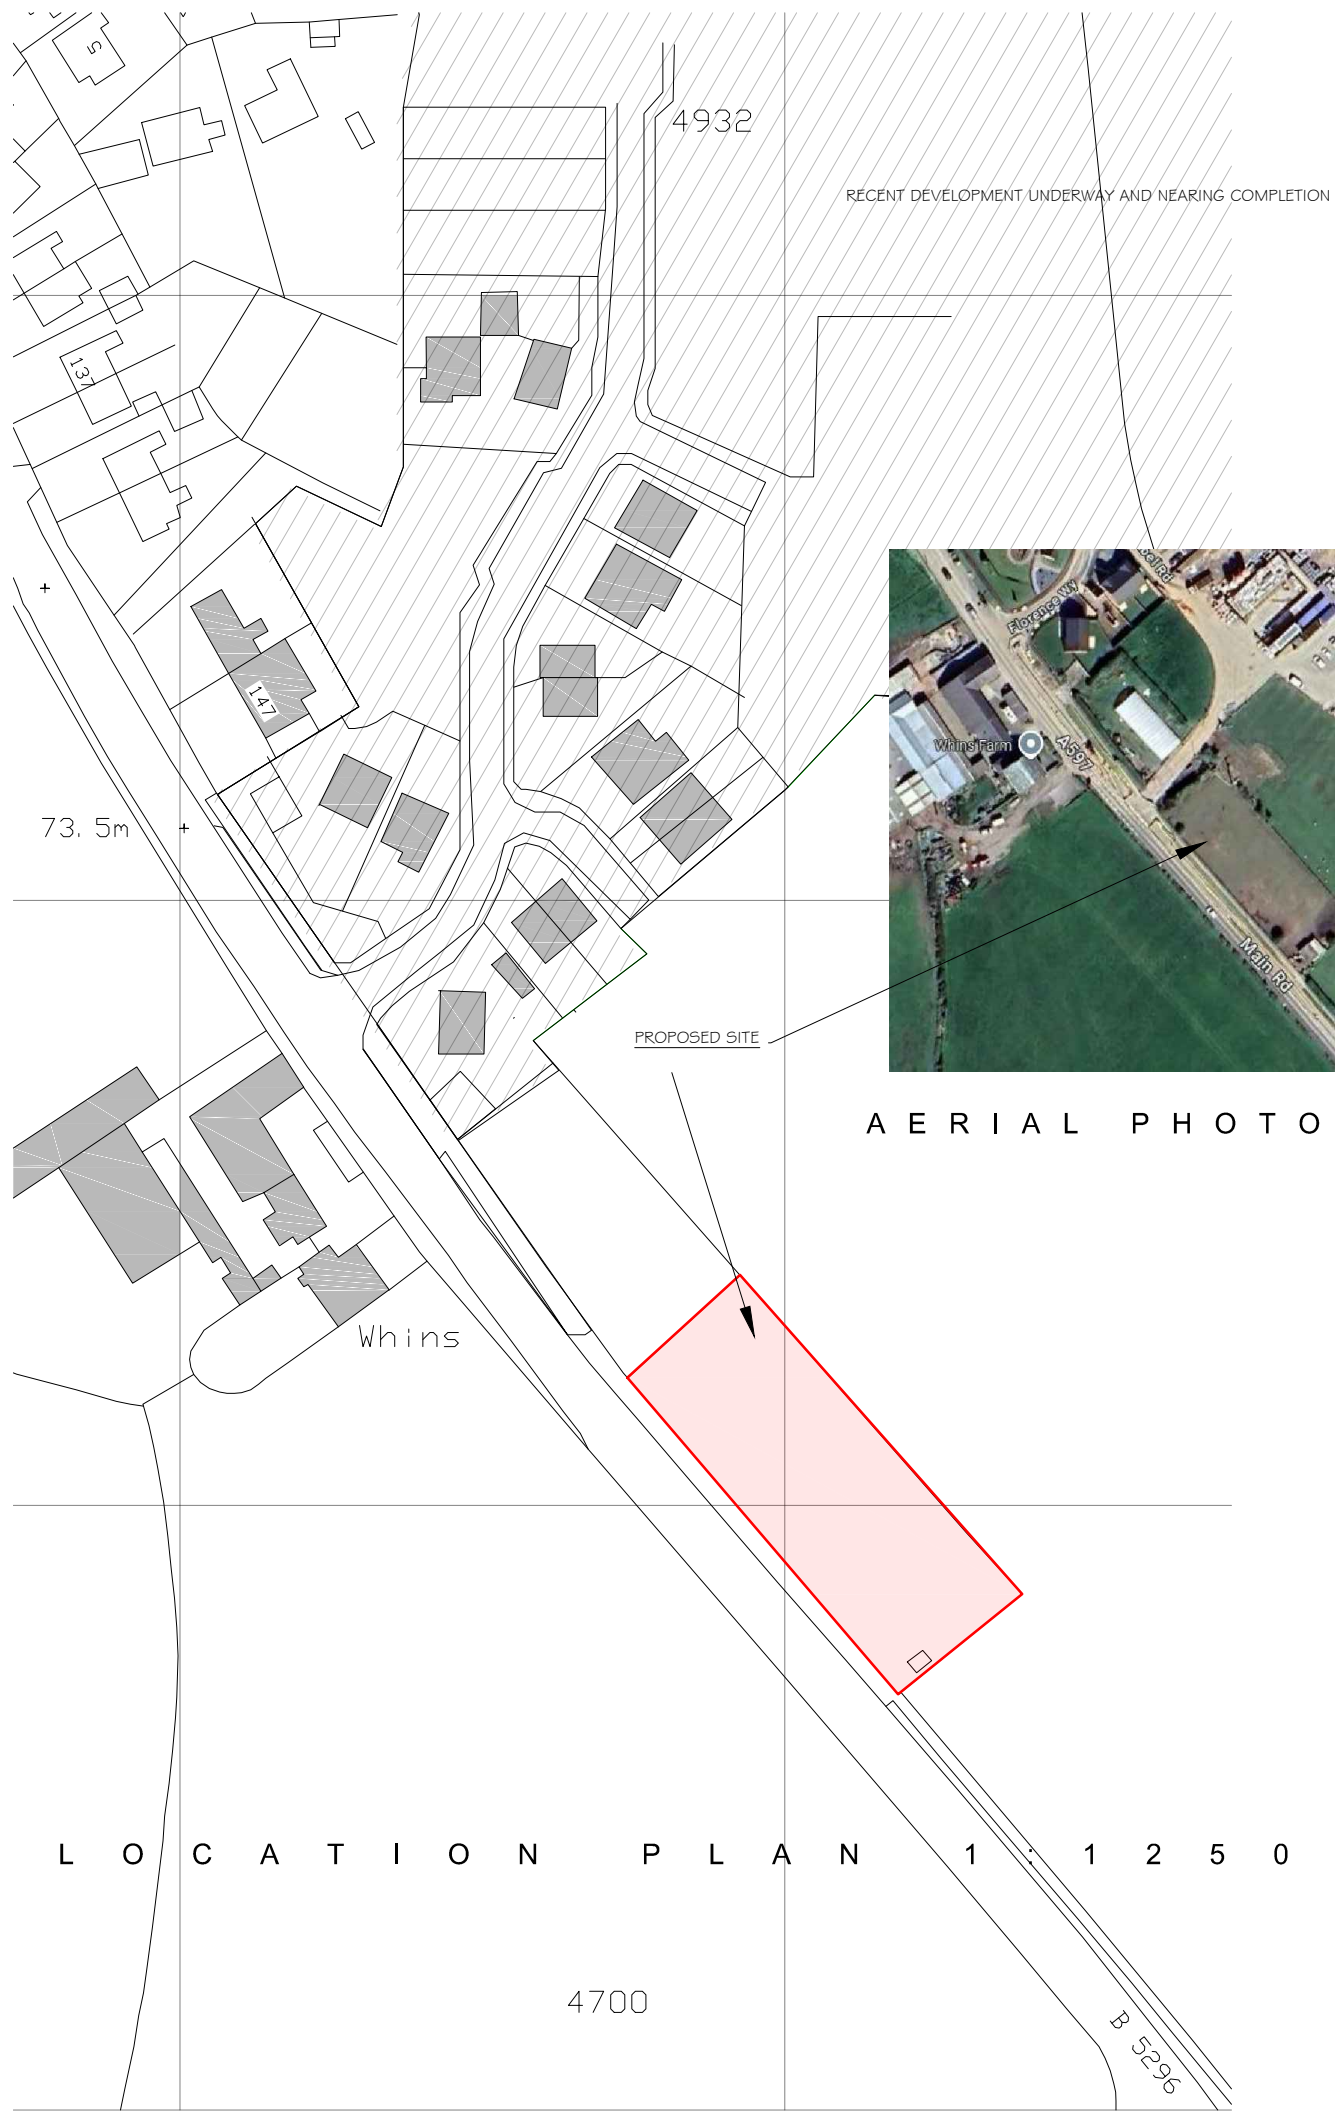 5
4932
RECENT DEVELOPMENT UNDERWAY AND NEARING COMPLETION
137
Florence Wy
147
Whins Farm
A597
73.5m
Main Rd
PROPOSED SITE
AERIAL PHOTO
Whins
LOCATION PLAN 1:1250
4700
B 5296